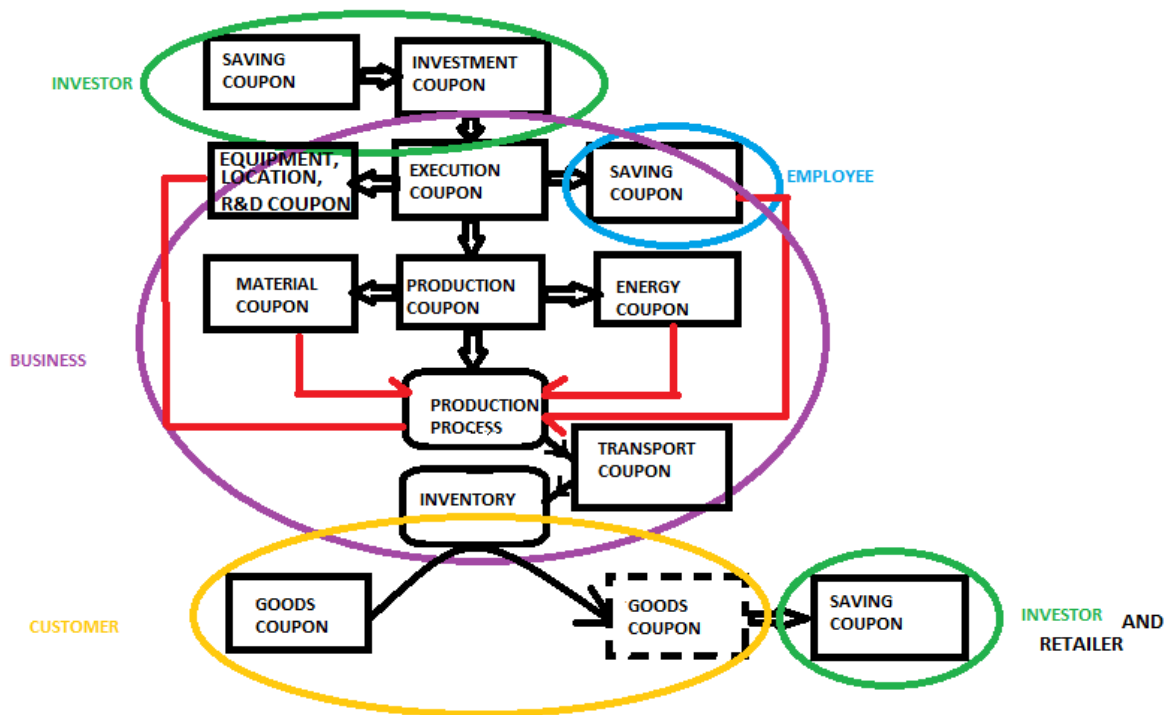 SAVING
COUPON
INVESTMENT
COUPON
INVESTOR
EQUIPMENT,
LOCATION,
R&D COUPON
EXECUTION
COUPON
SAVING
COUPON
EMPLOYEE
MATERIAL
COUPON
PRODUCTION
COUPON
ENERGY
COUPON
BUSINESS
PRODUCTION
PROCESS
TRANSPORT
COUPON
INVENTORY
GOODS
COUPON
GOODS
COUPON
SAVING
COUPON
CUSTOMER
INVESTOR AND
RETAILER